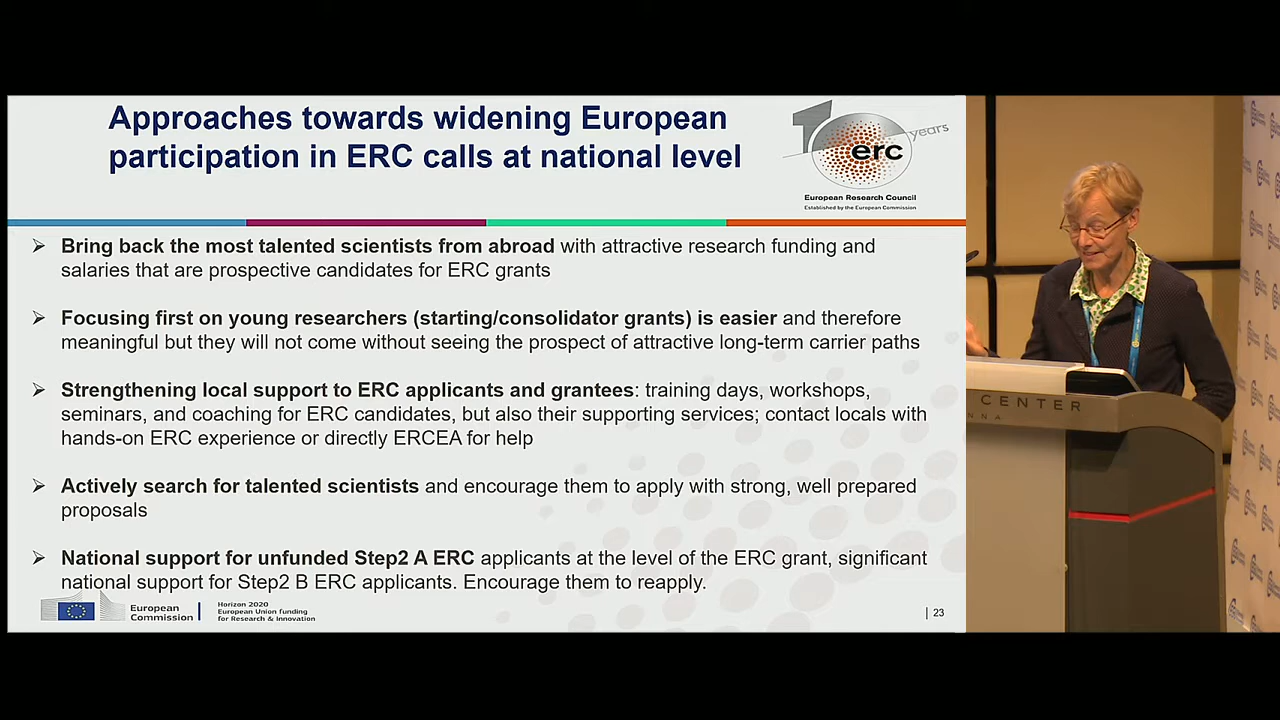 Approaches towards widening European
participation in ERC calls at national level
10 years
erc
European Research Council
Established by the European Commission
➢ Bring back the most talented scientists from abroad with attractive research funding and
salaries that are prospective candidates for ERC grants
➢ Focusing first on young researchers (starting/consolidator grants) is easier and therefore
meaningful but they will not come without seeing the prospect of attractive long-term carrier paths
➢ Strengthening local support to ERC applicants and grantees: training days, workshops,
seminars, and coaching for ERC candidates, but also their supporting services; contact locals with
hands-on ERC experience or directly ERCEA for help
➢ Actively search for talented scientists and encourage them to apply with strong, well prepared
proposals
➢ National support for unfunded Step2 A ERC applicants at the level of the ERC grant, significant
national support for Step2 B ERC applicants. Encourage them to reapply.
European
Commission
Horizon 2020
European Union funding
for Research & Innovation
| 23
CENTER
NNA